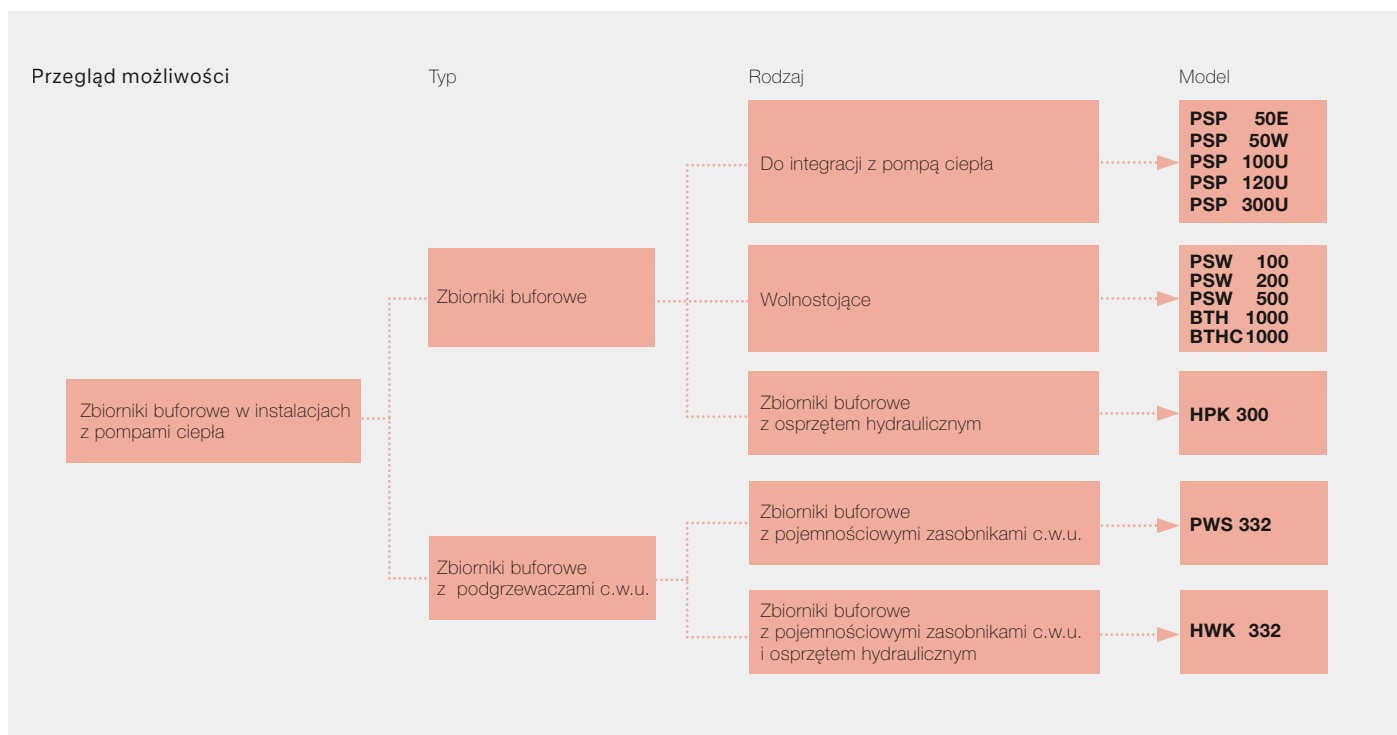 Przegląd możliwości
Typ
Rodzaj
Model
Zbiorniki buforowe w instalacjach
z pompami ciepła
Zbiorniki buforowe
Do integracji z pompą ciepła
PSP 50E
PSP 50W
PSP 100U
PSP 120U
PSP 300U
Wolnostojące
PSW 100
PSW 200
PSW 500
BTH 1000
BTHC 1000
Zbiorniki buforowe
z osprzętem hydraulicznym
HPK 300
Zbiorniki buforowe
z podgrzewaczami c.w.u.
Zbiorniki buforowe
z pojemnościowymi zasobnikami c.w.u.
PWS 332
Zbiorniki buforowe
z pojemnościowymi zasobnikami c.w.u.
i osprzętem hydraulicznym
HWK 332